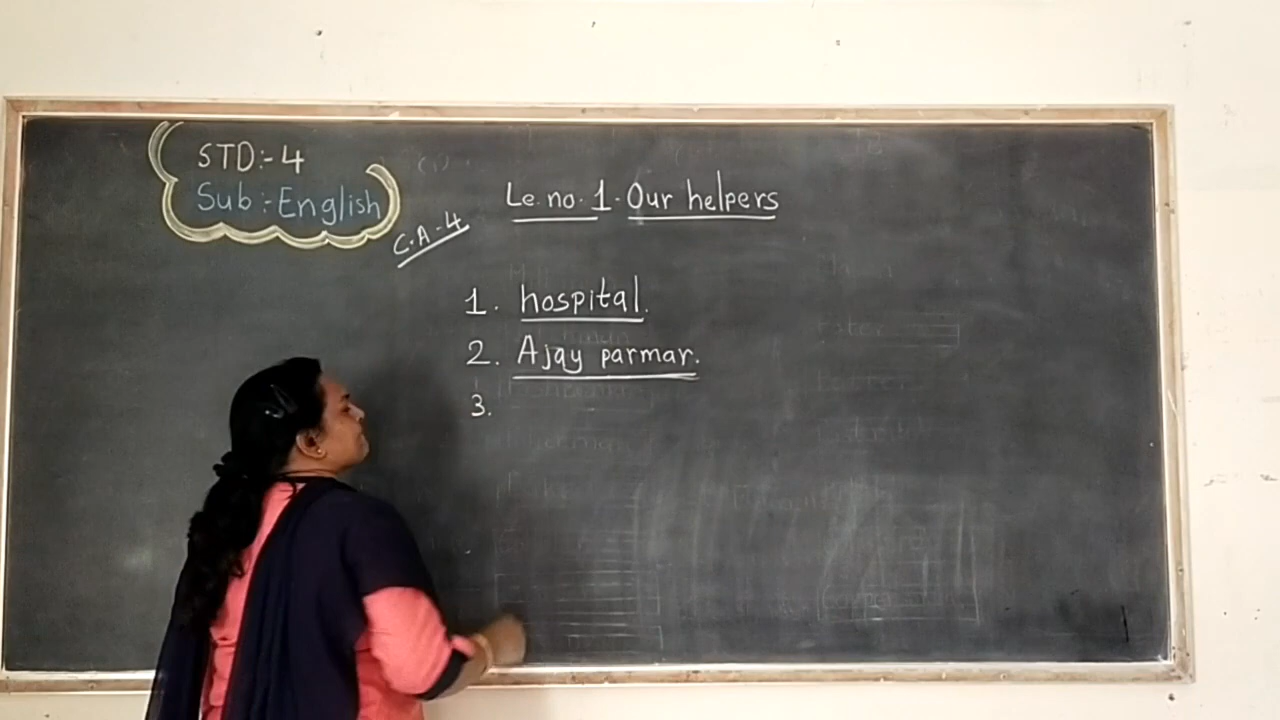 STD:- 4
Sub :- English
C.A-4
Le. no. 1. Our helpers
1. hospital.
2. Ajay parmar.
3.